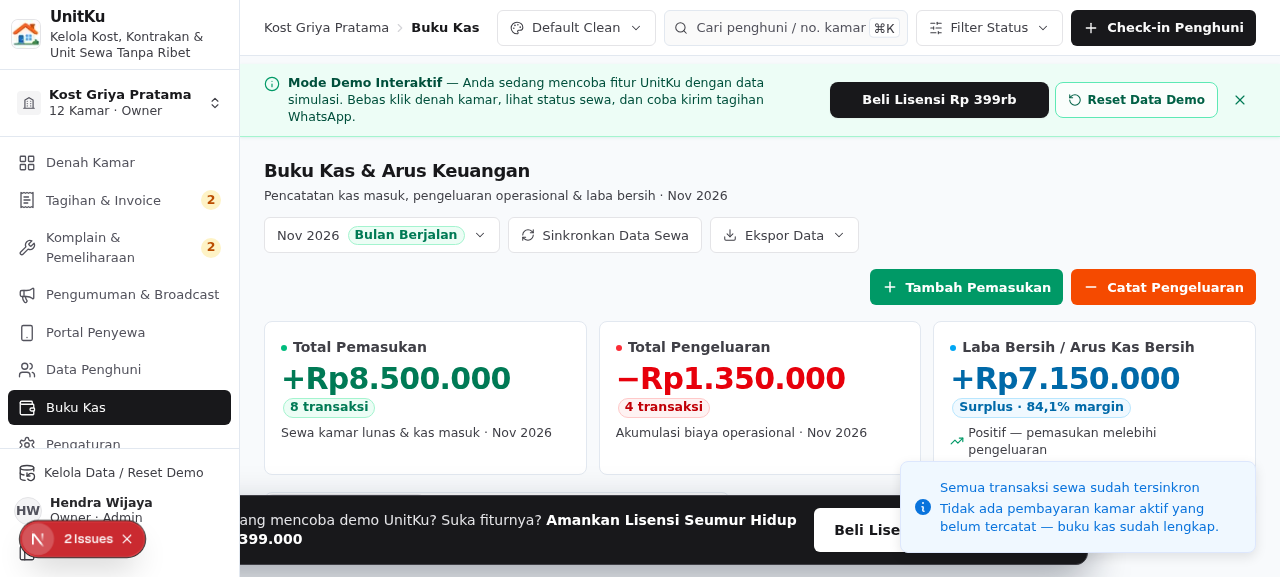 UnitKu
Kelola Kost, Kontrakan &
Unit Sewa Tanpa Ribet
Kost Griya Pratama
12 Kamar · Owner
Denah Kamar
Tagihan & Invoice 2
Komplain &
Pemeliharaan 2
Pengumuman & Broadcast
Portal Penyewa
Data Penghuni
Buku Kas
Pengaturan
Kelola Data / Reset Demo
HW
Hendra Wijaya
Owner · Admin
N 2 Issues
Kost Griya Pratama
Buku Kas
Default Clean
Cari penghuni / no. kamar
⌘K
Filter Status
Check-in Penghuni
Mode Demo Interaktif — Anda sedang mencoba fitur UnitKu dengan data
simulasi. Bebas klik denah kamar, lihat status sewa, dan coba kirim tagihan
WhatsApp.
Beli Lisensi Rp 399rb
Reset Data Demo
Buku Kas & Arus Keuangan
Pencatatan kas masuk, pengeluaran operasional & laba bersih · Nov 2026
Nov 2026 Bulan Berjalan
Sinkronkan Data Sewa
Ekspor Data
Tambah Pemasukan
Catat Pengeluaran
Total Pemasukan
+Rp8.500.000
8 transaksi
Sewa kamar lunas & kas masuk · Nov 2026
Total Pengeluaran
−Rp1.350.000
4 transaksi
Akumulasi biaya operasional · Nov 2026
Laba Bersih / Arus Kas Bersih
+Rp7.150.000
Surplus · 84,1% margin
Positif — pemasukan melebihi
pengeluaran
ang mencoba demo UnitKu? Suka fiturnya? Amankan Lisensi Seumur Hidup
399.000
Beli Lise
Semua transaksi sewa sudah tersinkron
Tidak ada pembayaran kamar aktif yang
belum tercatat — buku kas sudah lengkap.